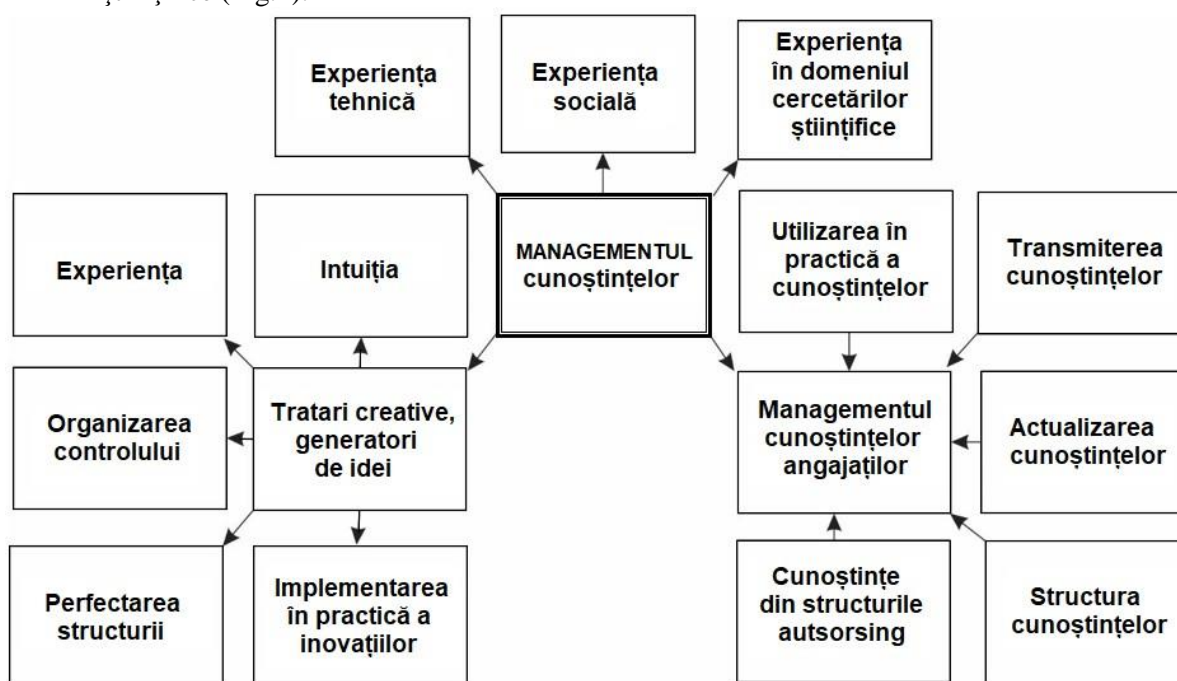 Experiența
tehnică
Experiența
socială
Experiența
în domeniul
cercetărilor
științifice
Experiența
Intuiția
MANAGEMENTUL
cunoștințelor
Utilizarea în
practică a
cunoștințelor
Transmiterea
cunoștințelor
Organizarea
controlului
Tratari creative,
generatori
de idei
Managementul
cunoștințelor
angajaților
Actualizarea
cunoștințelor
Perfectarea
structurii
Implementarea
în practică a
inovațiilor
Cunoștințe
din structurile
autsorsing
Structura
cunoștințelor